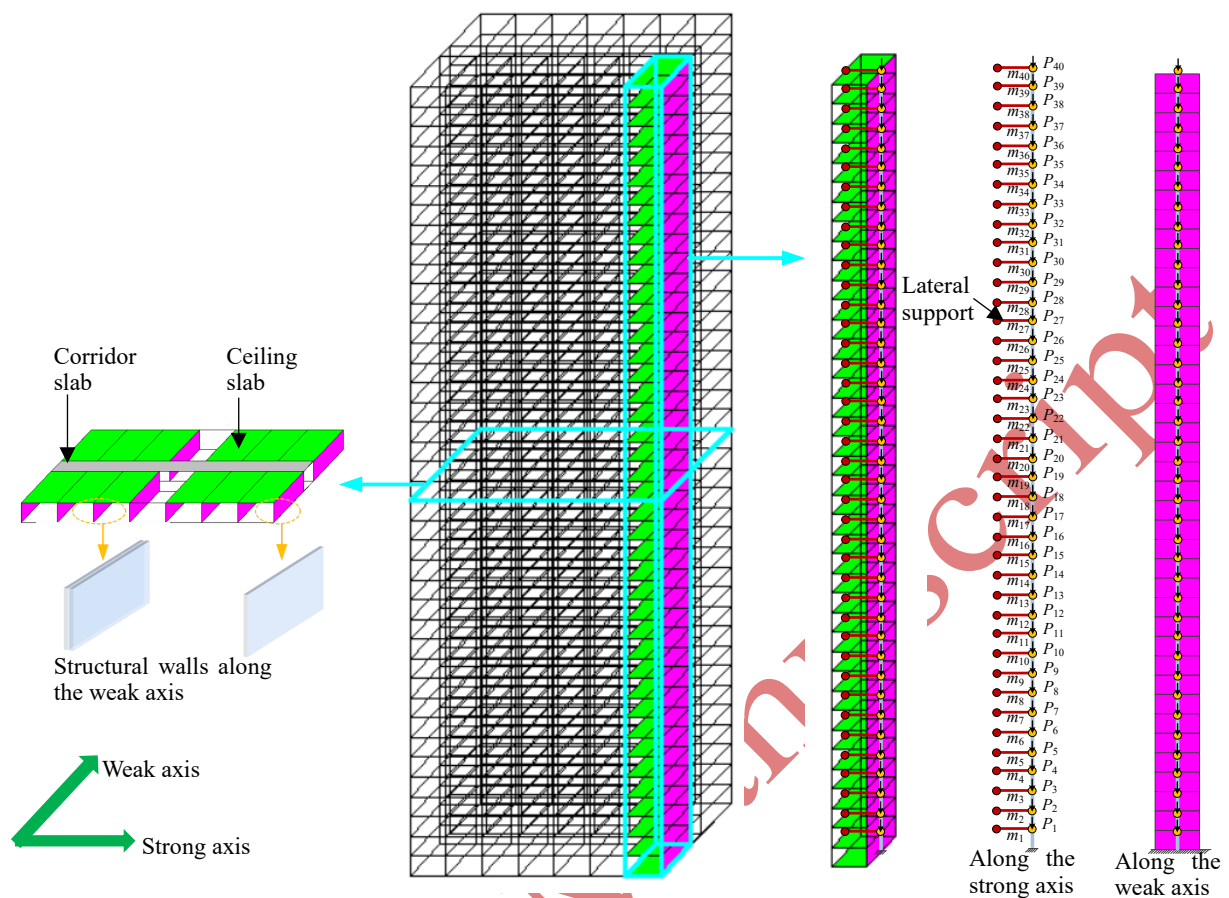 Corridor
slab
Ceiling
slab
Structural walls along
the weak axis
Weak axis
Strong axis
Lateral
support
P40
m40
P39
m39
P38
m38
P37
m37
P36
m36
P35
m35
P34
m34
P33
m33
P32
m32
P31
m31
P30
m30
P29
m29
P28
m28
P27
m27
P26
m26
P25
m25
P24
m24
P23
m23
P22
m22
P21
m21
P20
m20
P19
m19
P18
m18
P17
m17
P16
m16
P15
m15
P14
m14
P13
m13
P12
m12
P11
m11
P10
m10
P9
m9
P8
m8
P7
m7
P6
m6
P5
m5
P4
m4
P3
m3
P2
m2
P1
m1
Along the
strong axis
Along the
weak axis